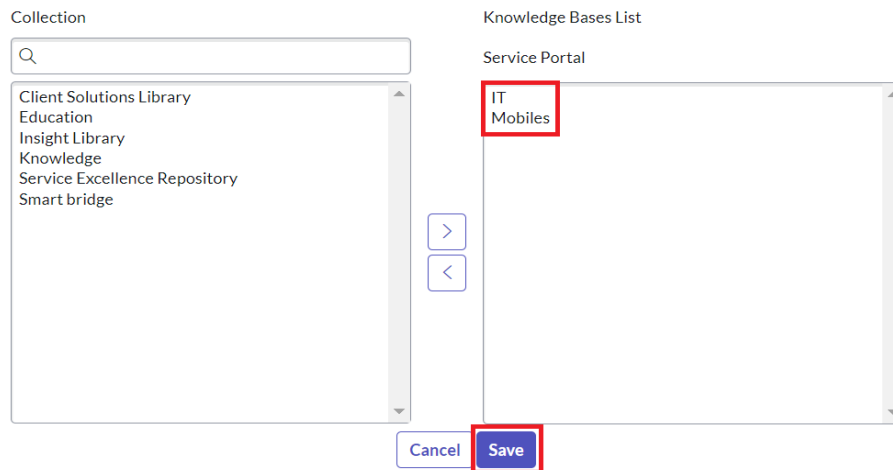 Collection
Client Solutions Library
Education
Insight Library
Knowledge
Service Excellence Repository
Smart bridge
Knowledge Bases List
Service Portal
IT
Mobiles
Cancel
Save